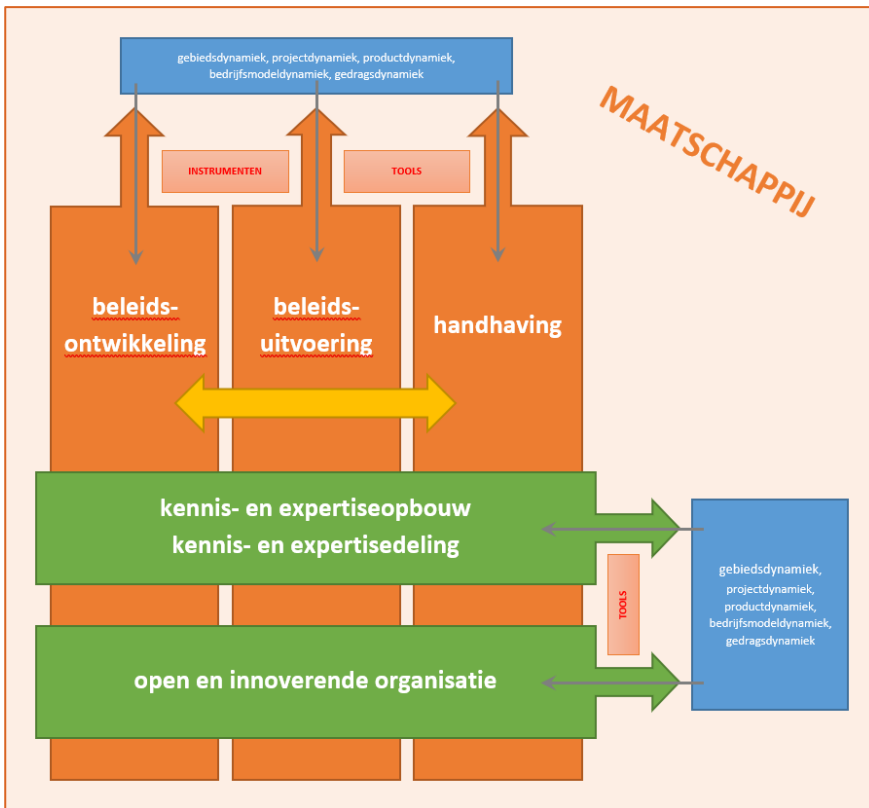 gebiedsdynamiek, projectdynamiek, productdynamiek,
bedrijfsmodeldynamiek, gedragsdynamiek
MAATSCHAPPIJ
INSTRUMENTEN
TOOLS
beleids-
ontwikkeling
beleids-
uitvoering
handhaving
kennis- en expertiseopbouw
kennis- en expertisedeling
TOOLS
gebiedsdynamiek,
projectdynamiek,
productdynamiek,
bedrijfsmodeldynamiek,
gedragsdynamiek
open en innoverende organisatie